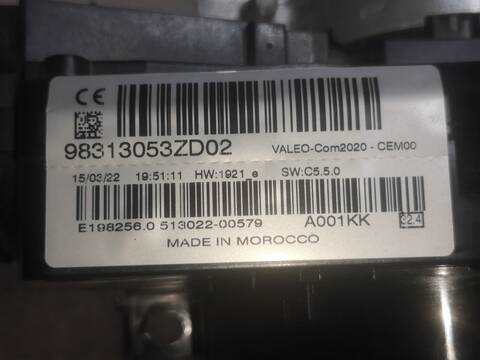 CE
98313053ZD02 VALEO-Com2020 - CEM00
15/03/22 19:51:11 HW:1921_e SW:C5.5.0
E198256.0 513022-00579 A001KK 32.4
MADE IN MOROCCO